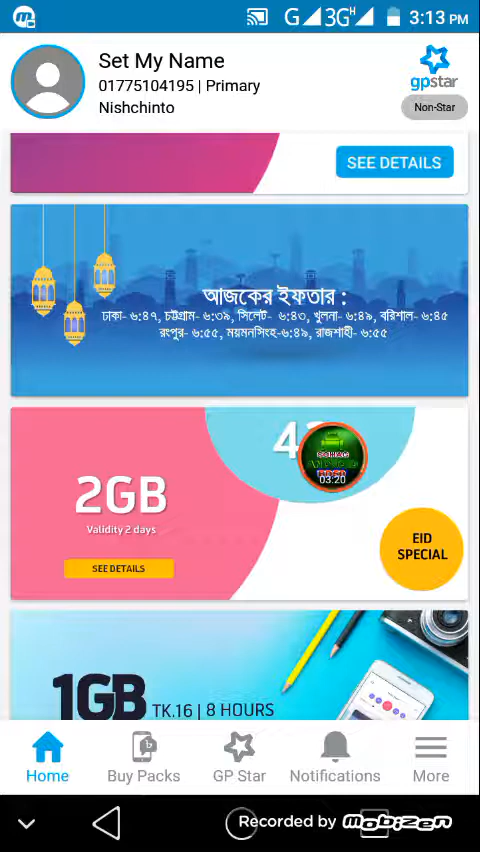 G 3G H 3:13 PM
Set My Name
01775104195 | Primary
Nishchinto
gpstar
Non-Star
SEE DETAILS
আজকের ইফতার :
ঢাকা- ৬:৪৭, চট্টগ্রাম- ৬:৩৯, সিলেট- ৬:৪৩, খুলনা- ৬:৪৯, বরিশাল- ৬:৪৫
রংপুর- ৬:৫৫, ময়মনসিংহ-৬:৪৯, রাজশাহী- ৬:৫৫
2GB
Validity 2 days
SEE DETAILS
03:20
EID
SPECIAL
1GB TK.16 | 8 HOURS
Home
Buy Packs
GP Star
Notifications
More
Recorded by Mobizen